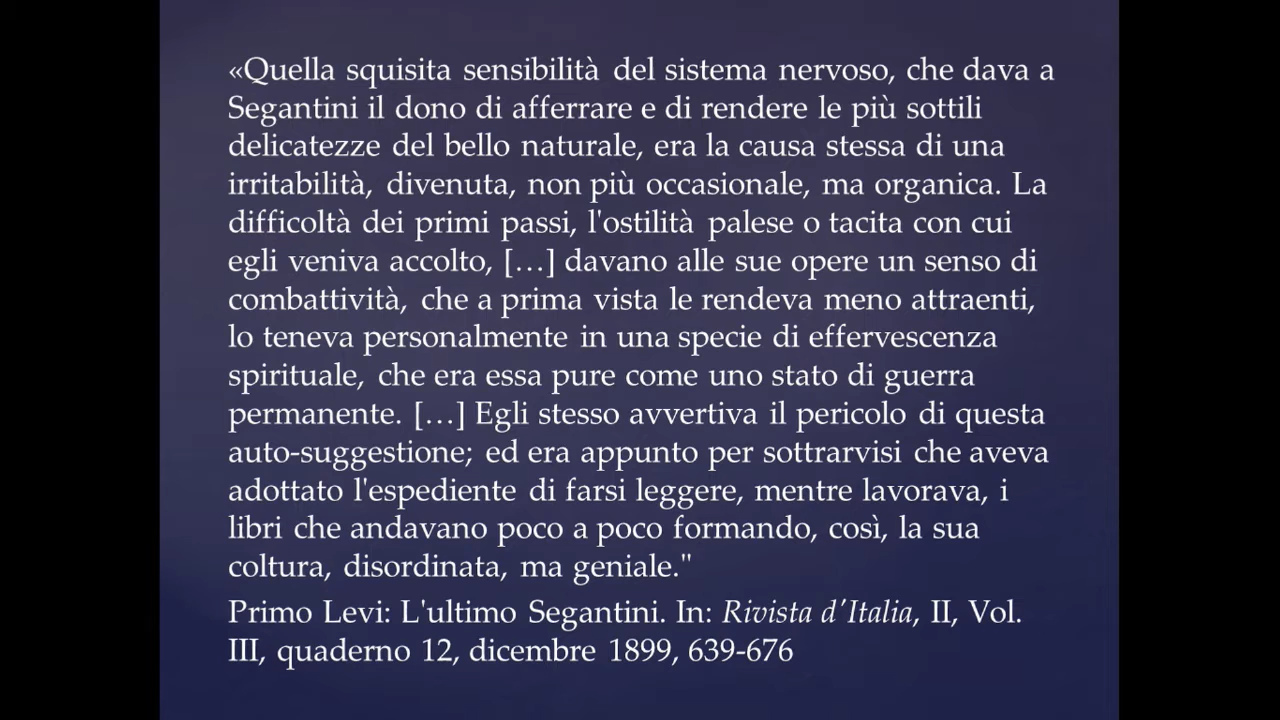 «Quella squisita sensibilità del sistema nervoso, che dava a
Segantini il dono di afferrare e di rendere le più sottili
delicatezze del bello naturale, era la causa stessa di una
irritabilità, divenuta, non più occasionale, ma organica. La
difficoltà dei primi passi, l'ostilità palese o tacita con cui
egli veniva accolto, […] davano alle sue opere un senso di
combattività, che a prima vista le rendeva meno attraenti,
lo teneva personalmente in una specie di effervescenza
spirituale, che era essa pure come uno stato di guerra
permanente. […] Egli stesso avvertiva il pericolo di questa
auto-suggestione; ed era appunto per sottrarvisi che aveva
adottato l'espediente di farsi leggere, mentre lavorava, i
libri che andavano poco a poco formando, così, la sua
coltura, disordinata, ma geniale."
Primo Levi: L'ultimo Segantini. In: Rivista d'Italia, II, Vol.
III, quaderno 12, dicembre 1899, 639-676